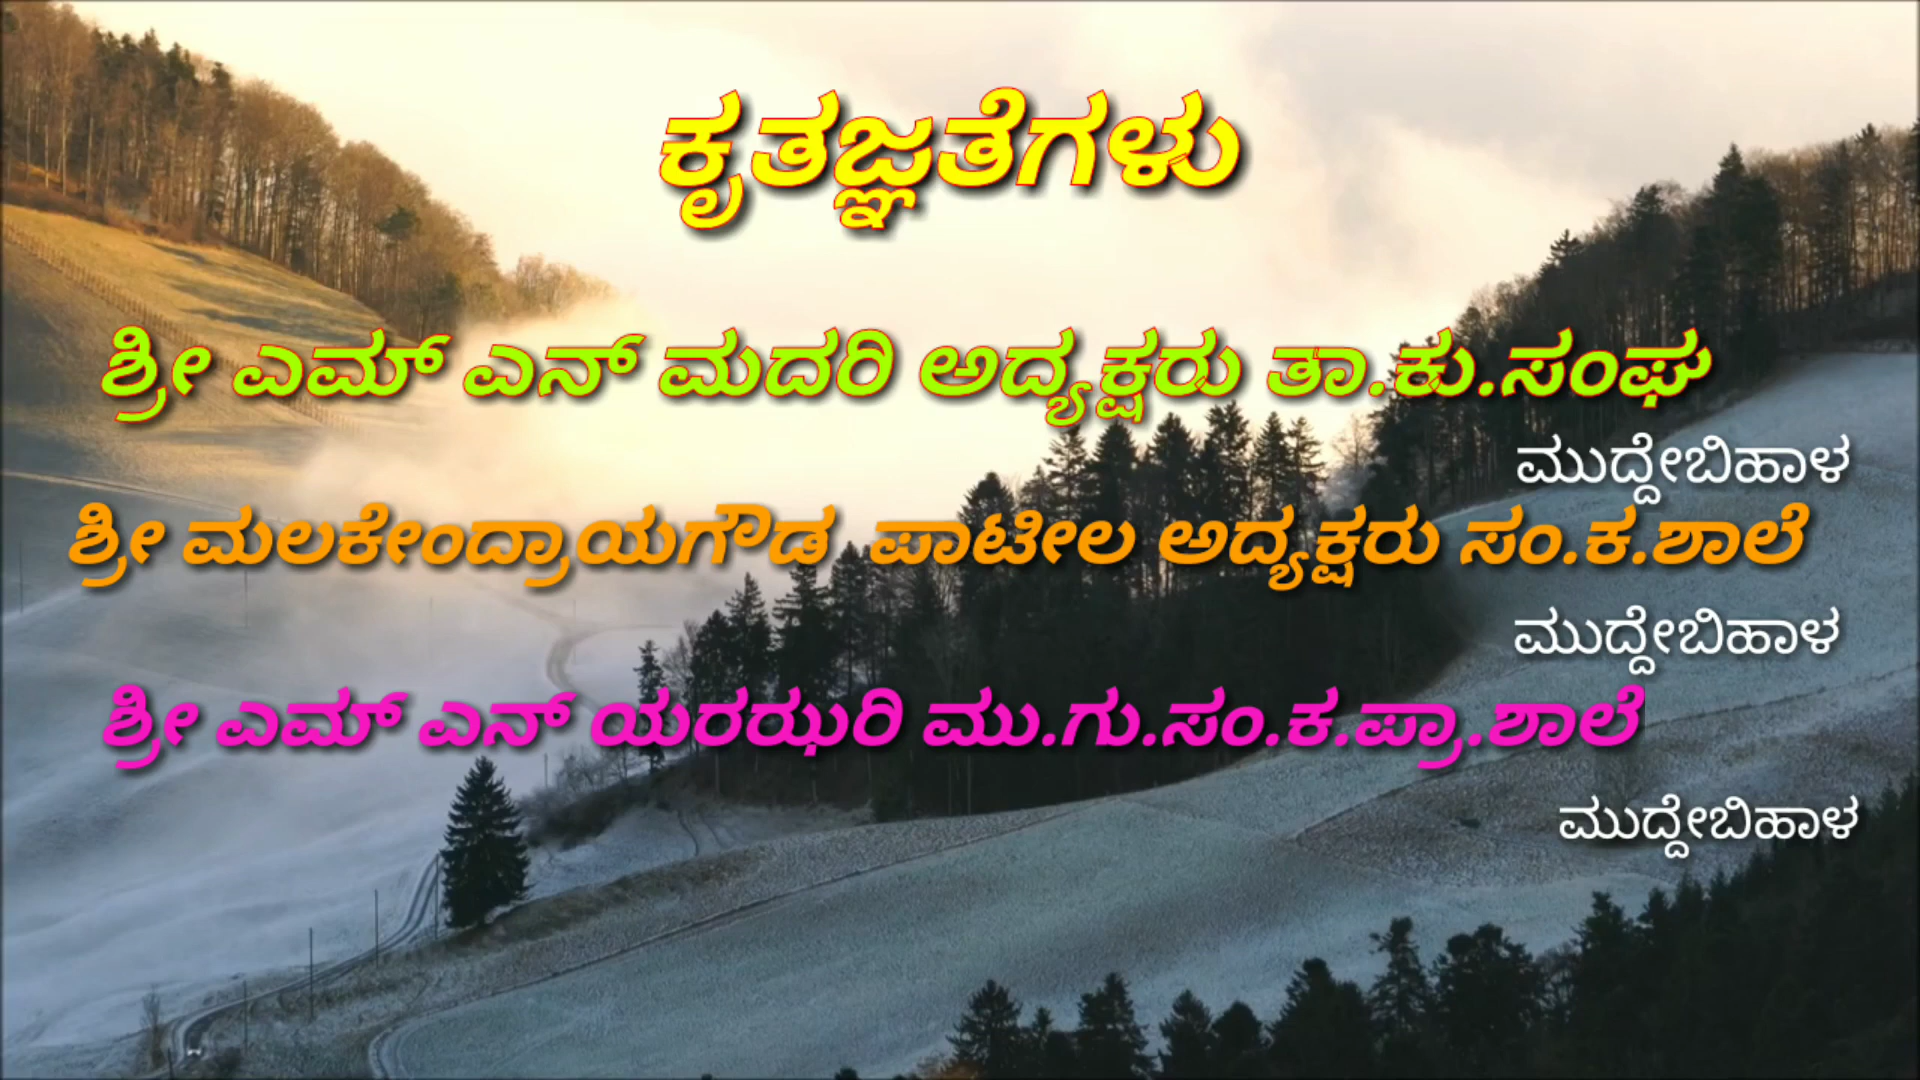 ಕೃತಜ್ಞತೆಗಳು
ಶ್ರೀ ಎಮ್ ಎನ್ ಮದರಿ ಅದ್ಯಕ್ಷರು ತಾ.ಕು.ಸಂಘ
ಮುದ್ದೇಬಿಹಾಳ
ಶ್ರೀ ಮಲಕೇಂದ್ರಾಯಗೌಡ ಪಾಟೀಲ ಅದ್ಯಕ್ಷರು ಸಂ.ಕ.ಶಾಲೆ
ಮುದ್ದೇಬಿಹಾಳ
ಶ್ರೀ ಎಮ್ ಎನ್ ಯರಝರಿ ಮು.ಗು.ಸಂ.ಕ.ಪ್ರಾ.ಶಾಲೆ
ಮುದ್ದೇಬಿಹಾಳ